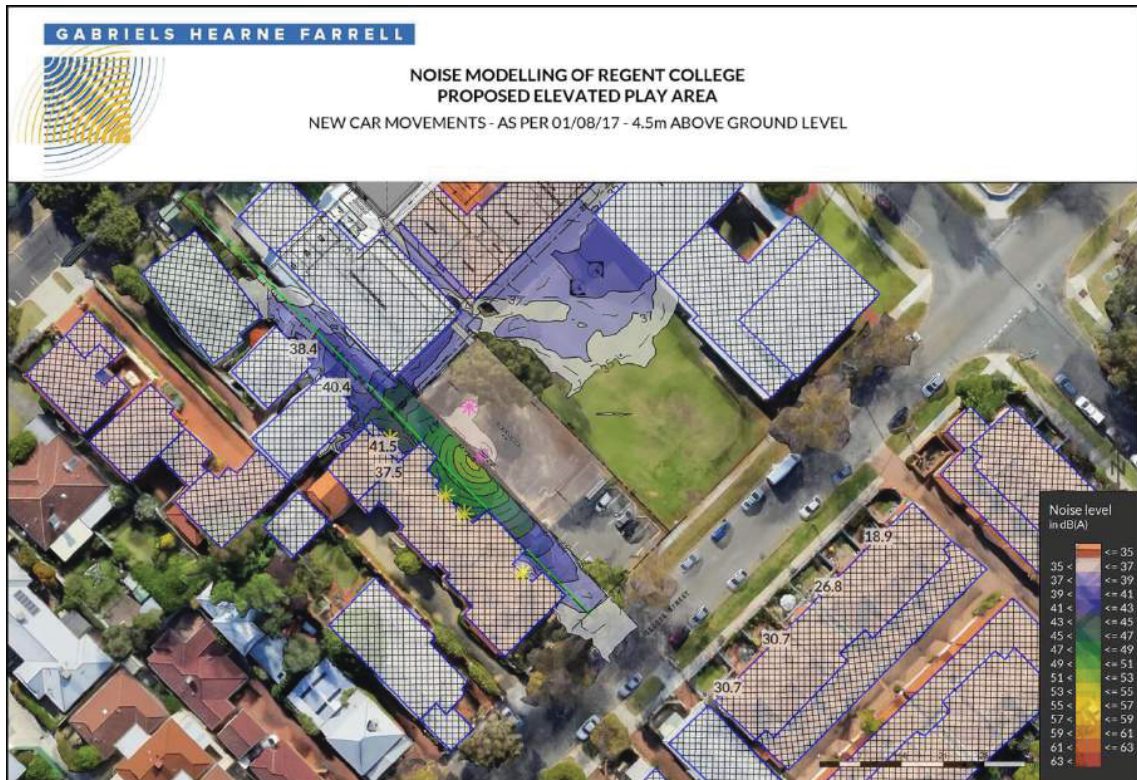 GABRIELS HEARNE FARRELL
NOISE MODELLING OF REGENT COLLEGE
PROPOSED ELEVATED PLAY AREA
NEW CAR MOVEMENTS - AS PER 01/08/17 - 4.5m ABOVE GROUND LEVEL
37
38.4
40.4
41.5
37.5
18.9
26.8
30.7
30.7
STREET
Noise level
in dB(A)
<= 35
35 < <= 37
37 < <= 39
39 < <= 41
41 < <= 43
43 < <= 45
45 < <= 47
47 < <= 49
49 < <= 51
51 < <= 53
53 < <= 55
55 < <= 57
57 < <= 59
59 < <= 61
61 < <= 63
63 <